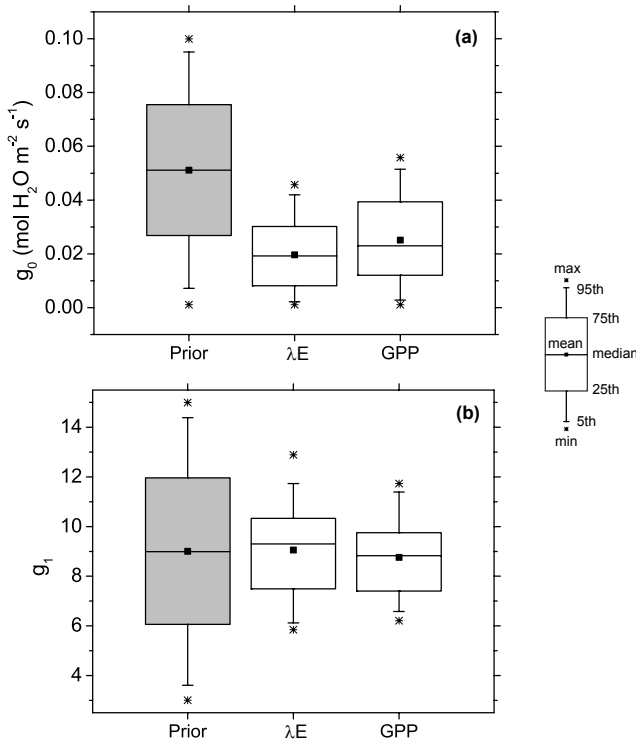 (a)
0.10
0.08
0.06
0.04
0.02
0.00
g₀ (mol H₂O m⁻² s⁻¹)
Prior λE GPP
max
95th
75th
mean
median
25th
5th
min
(b)
14
12
10
8
6
4
g₁
Prior λE GPP